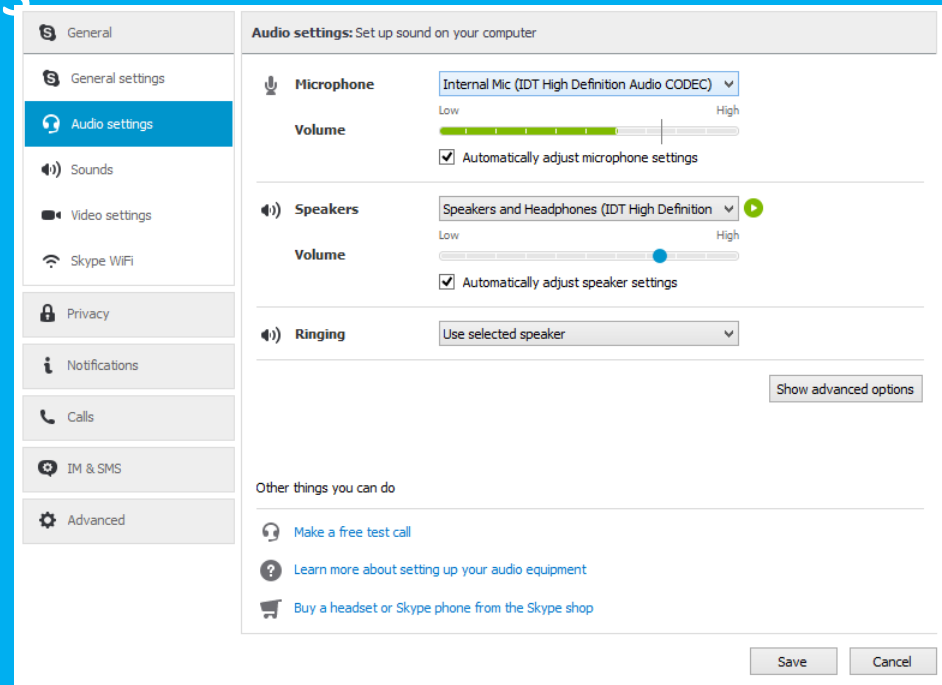 General
General settings
Audio settings
Sounds
Video settings
Skype WiFi
Privacy
Notifications
Calls
IM & SMS
Advanced
Audio settings: Set up sound on your computer
Microphone
Internal Mic (IDT High Definition Audio CODEC)
Low High
Volume
Automatically adjust microphone settings
Speakers
Speakers and Headphones (IDT High Definition
Low High
Volume
Automatically adjust speaker settings
Ringing
Use selected speaker
Show advanced options
Other things you can do
Make a free test call
Learn more about setting up your audio equipment
Buy a headset or Skype phone from the Skype shop
Save Cancel